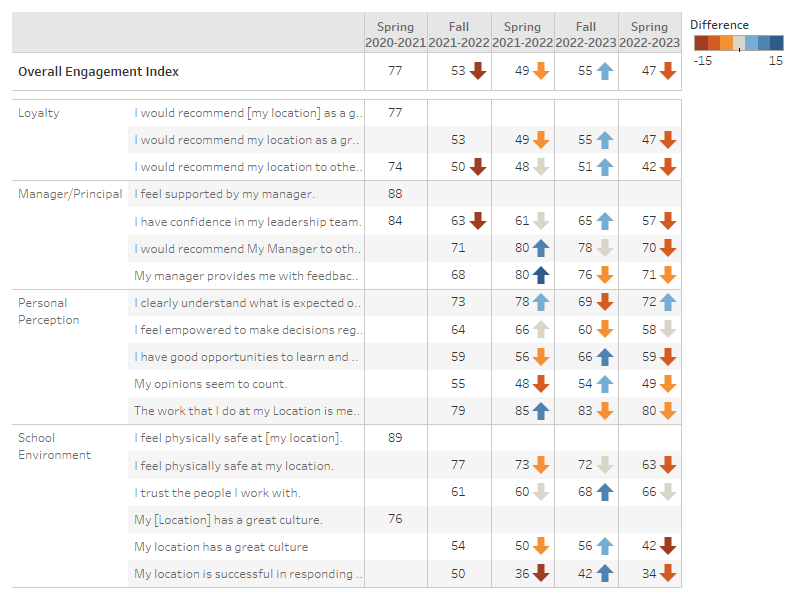 Spring Fall Spring Fall Spring Difference
2020-2021 2021-2022 2021-2022 2022-2023 2022-2023
-15 15
Overall Engagement Index 77 53 49 55 47
Loyalty I would recommend [my location] as a g.. 77
I would recommend my location as a gr.. 53 49 55 47
I would recommend my location to othe.. 74 50 48 51 42
Manager/Principal I feel supported by my manager. 88
I have confidence in my leadership team. 84 63 61 65 57
I would recommend My Manager to oth.. 71 80 78 70
My manager provides me with feedbac.. 68 80 76 71
Personal I clearly understand what is expected o.. 73 78 69 72
Perception
I feel empowered to make decisions reg.. 64 66 60 58
I have good opportunities to learn and .. 59 56 66 59
My opinions seem to count. 55 48 54 49
The work that I do at my Location is me.. 79 85 83 80
School I feel physically safe at [my location]. 89
Environment
I feel physically safe at my location. 77 73 72 63
I trust the people I work with. 61 60 68 66
My [Location] has a great culture. 76
My location has a great culture 54 50 56 42
My location is successful in responding .. 50 36 42 34